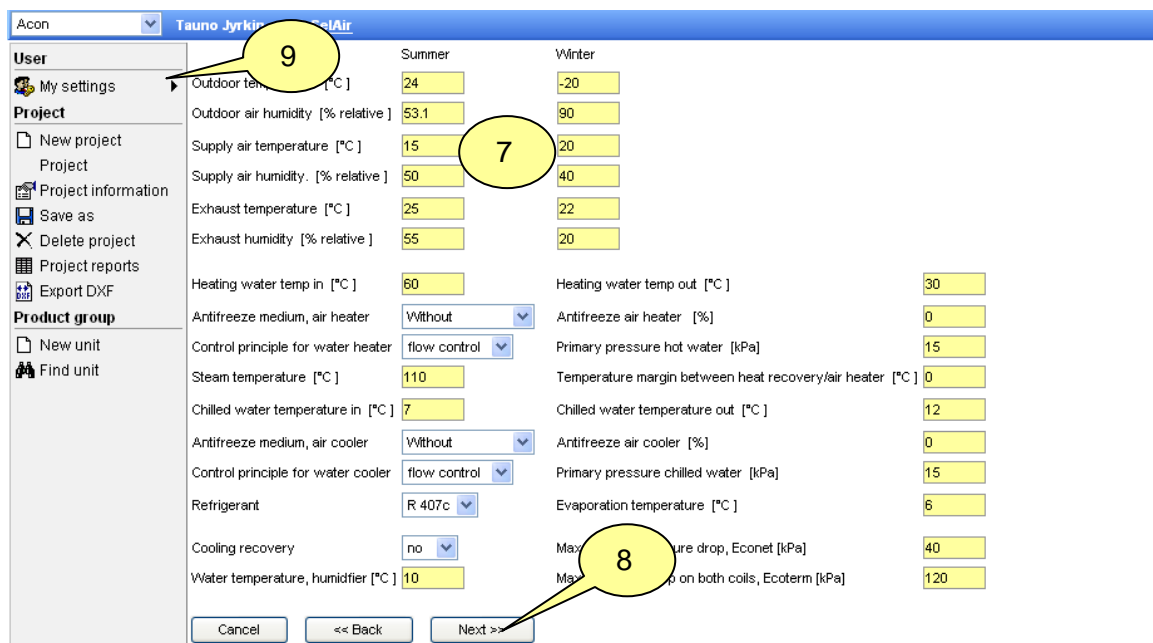 Acon Tauno Jyrkin SelAir
User
My settings
Project
New project
Project
Project information
Save as
Delete project
Project reports
Export DXF
Product group
New unit
Find unit
9
Summer Winter
Outdoor [°C ] 24 -20
Outdoor air humidity [% relative ] 53.1 90
Supply air temperature [°C ] 15 20
7
Supply air humidity. [% relative ] 50 40
Exhaust temperature [°C ] 25 22
Exhaust humidity [% relative ] 55 20
Heating water temp in [°C ] 60 Heating water temp out [°C ] 30
Antifreeze medium, air heater Without Antifreeze air heater [%] 0
Control principle for water heater flow control Primary pressure hot water [kPa] 15
Steam temperature [°C ] 110 Temperature margin between heat recovery/air heater [°C ] 0
Chilled water temperature in [°C ] 7 Chilled water temperature out [°C ] 12
Antifreeze medium, air cooler Without Antifreeze air cooler [%] 0
Control principle for water cooler flow control Primary pressure chilled water [kPa] 15
Refrigerant R 407c Evaporation temperature [°C ] 6
Cooling recovery no drop, Econet [kPa] 40
8
Water temperature, humidfier [°C ] 10 on both coils, Ecoterm [kPa] 120
Cancel << Back Next >>